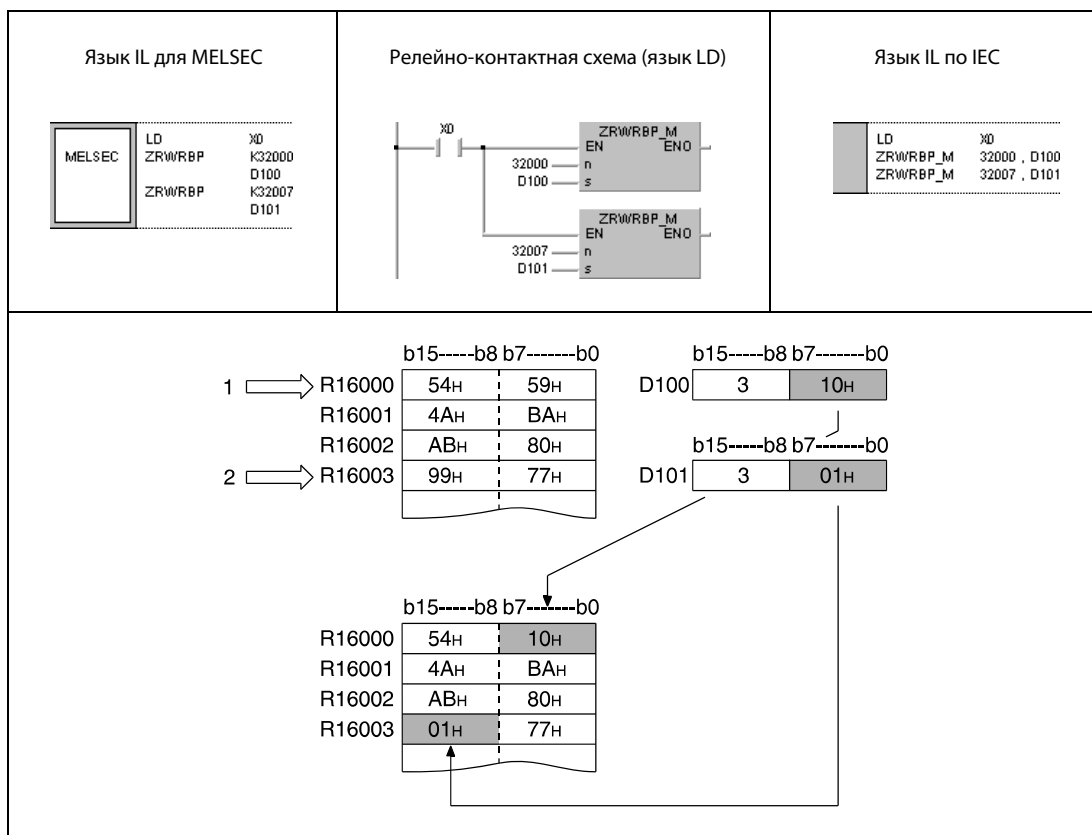 Язык IL для MELSEC
Релейно-контактная схема (язык LD)
Язык IL по IEC
MELSEC
LD X0
ZRWRBP K32000
D100
ZRWRBP K32007
D101
X0
ZRWRBP_M
EN ENO
32000 n
D100 s
ZRWRBP_M
EN ENO
32007 n
D101 s
LD X0
ZRWRBP_M 32000 , D100
ZRWRBP_M 32007 , D101
b15-----b8 b7-------b0
1 R16000 54H 59H
R16001 4AH BAH
R16002 ABH 80H
2 R16003 99H 77H
b15-----b8 b7-------b0
D100 3 10H
b15-----b8 b7-------b0
D101 3 01H
b15-----b8 b7-------b0
R16000 54H 10H
R16001 4AH BAH
R16002 ABH 80H
R16003 01H 77H